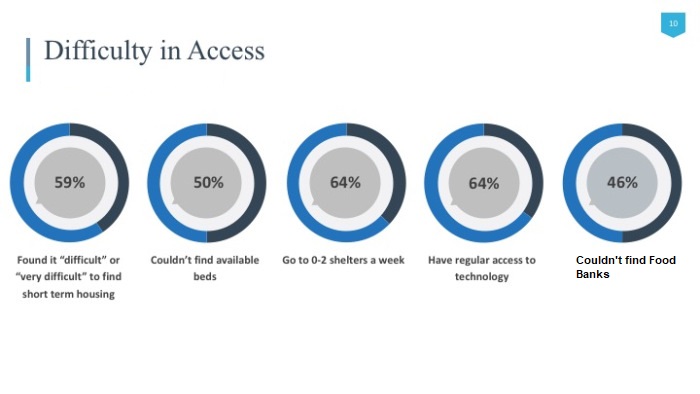 10
Difficulty in Access
59%
50%
64%
64%
46%
Found it “difficult” or
“very difficult” to find
short term housing
Couldn’t find available
beds
Go to 0-2 shelters a week
Have regular access to
technology
Couldn't find Food
Banks